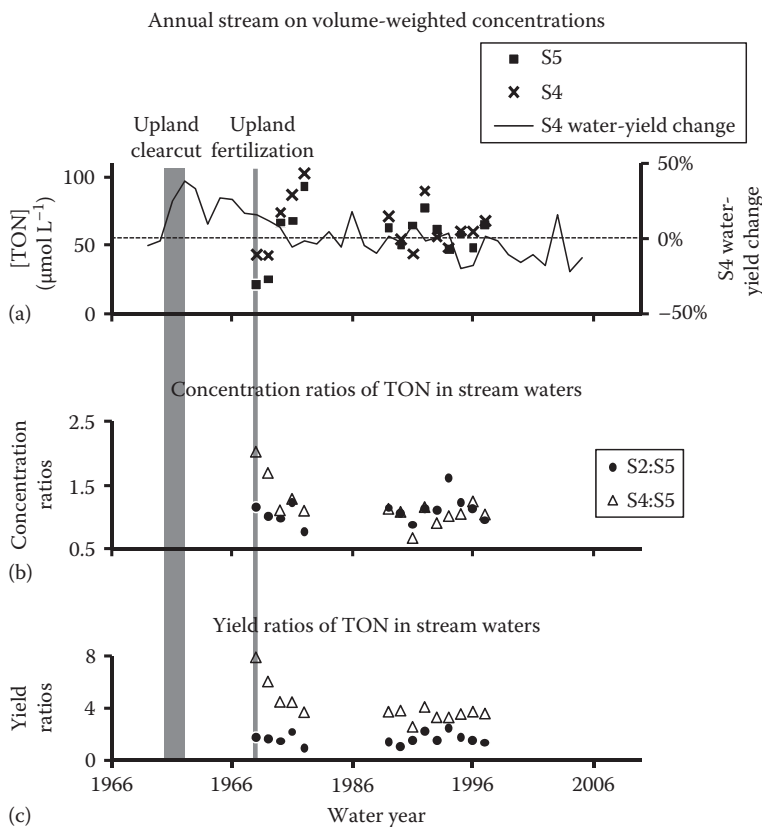 Annual stream on volume-weighted concentrations
S5
S4
S4 water-yield change
Upland
clearcut
Upland
fertilization
100
50
0
[TON]
(μmol L⁻¹)
50%
0%
−50%
S4 water-
yield change
(a)
Concentration ratios of TON in stream waters
2.5
1.5
0.5
Concentration
ratios
S2:S5
S4:S5
(b)
Yield ratios of TON in stream waters
8
4
0
Yield
ratios
1966
1966
1986
1996
2006
(c)
Water year